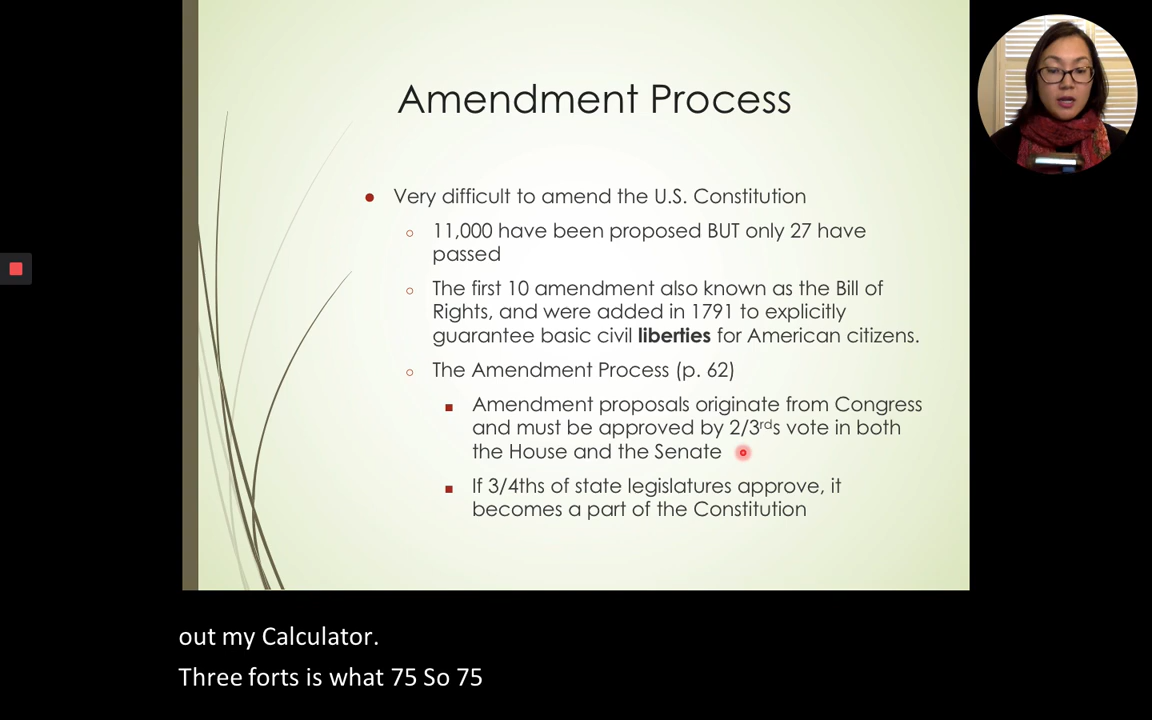 Amendment Process
Very difficult to amend the U.S. Constitution
11,000 have been proposed BUT only 27 have
passed
The first 10 amendment also known as the Bill of
Rights, and were added in 1791 to explicitly
guarantee basic civil liberties for American citizens.
The Amendment Process (p. 62)
Amendment proposals originate from Congress
and must be approved by 2/3rds vote in both
the House and the Senate
If 3/4ths of state legislatures approve, it
becomes a part of the Constitution
out my Calculator.
Three forts is what 75 So 75